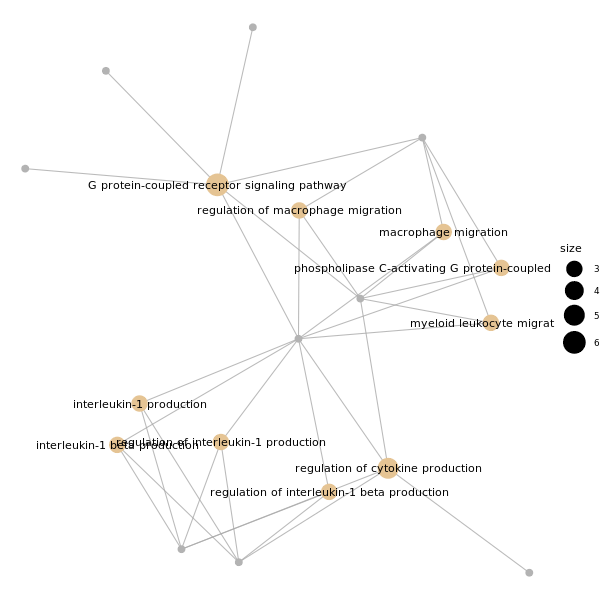 G protein-coupled receptor signaling pathway
regulation of macrophage migration
macrophage migration
size
phospholipase C-activating G protein-coupled
3
4
5
myeloid leukocyte migrat
6
interleukin-1 production
interleukin-1 beta production
regulation of interleukin-1 production
regulation of cytokine production
regulation of interleukin-1 beta production